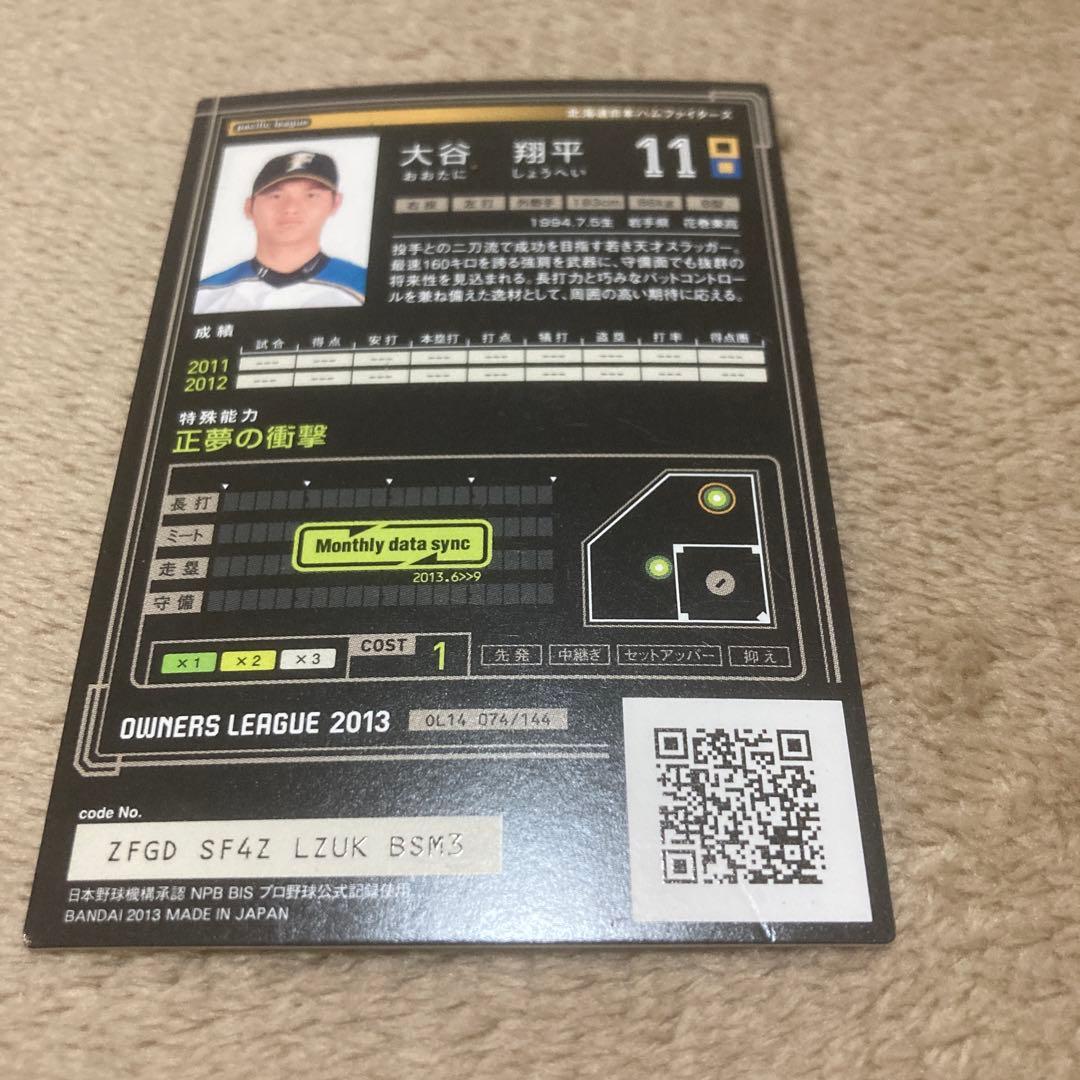 pacific league
北海道日本ハムファイターズ
大谷 翔平 11
おおたに しょうへい
右投 左打 外野手 193cm 86kg B型
1994.7.5生 岩手県 花巻東高
投手との二刀流で成功を目指す若き天才スラッガー。
最速160キロを誇る強肩を武器に、守備面でも抜群の
将来性を見込まれる。長打力と巧みなバットコントロー
ルを兼ね備えた逸材として、周囲の高い期待に応える。
成績
試合 得点 安打 本塁打 打点 犠打 盗塁 打率 得点圏
2011 --- --- --- --- --- --- --- --- ---
2012 --- --- --- --- --- --- --- --- ---
特殊能力
正夢の衝撃
長打
ミート
走塁
守備
Monthly data sync
2013.6>>9
×1 ×2 ×3 COST 1 先発 中継ぎ セットアッパー 抑え
OWNERS LEAGUE 2013 OL14 074/144
code No.
ZFGD SF4Z LZUK BSM3
日本野球機構承認 NPB BIS プロ野球公式記録使用
BANDAI 2013 MADE IN JAPAN